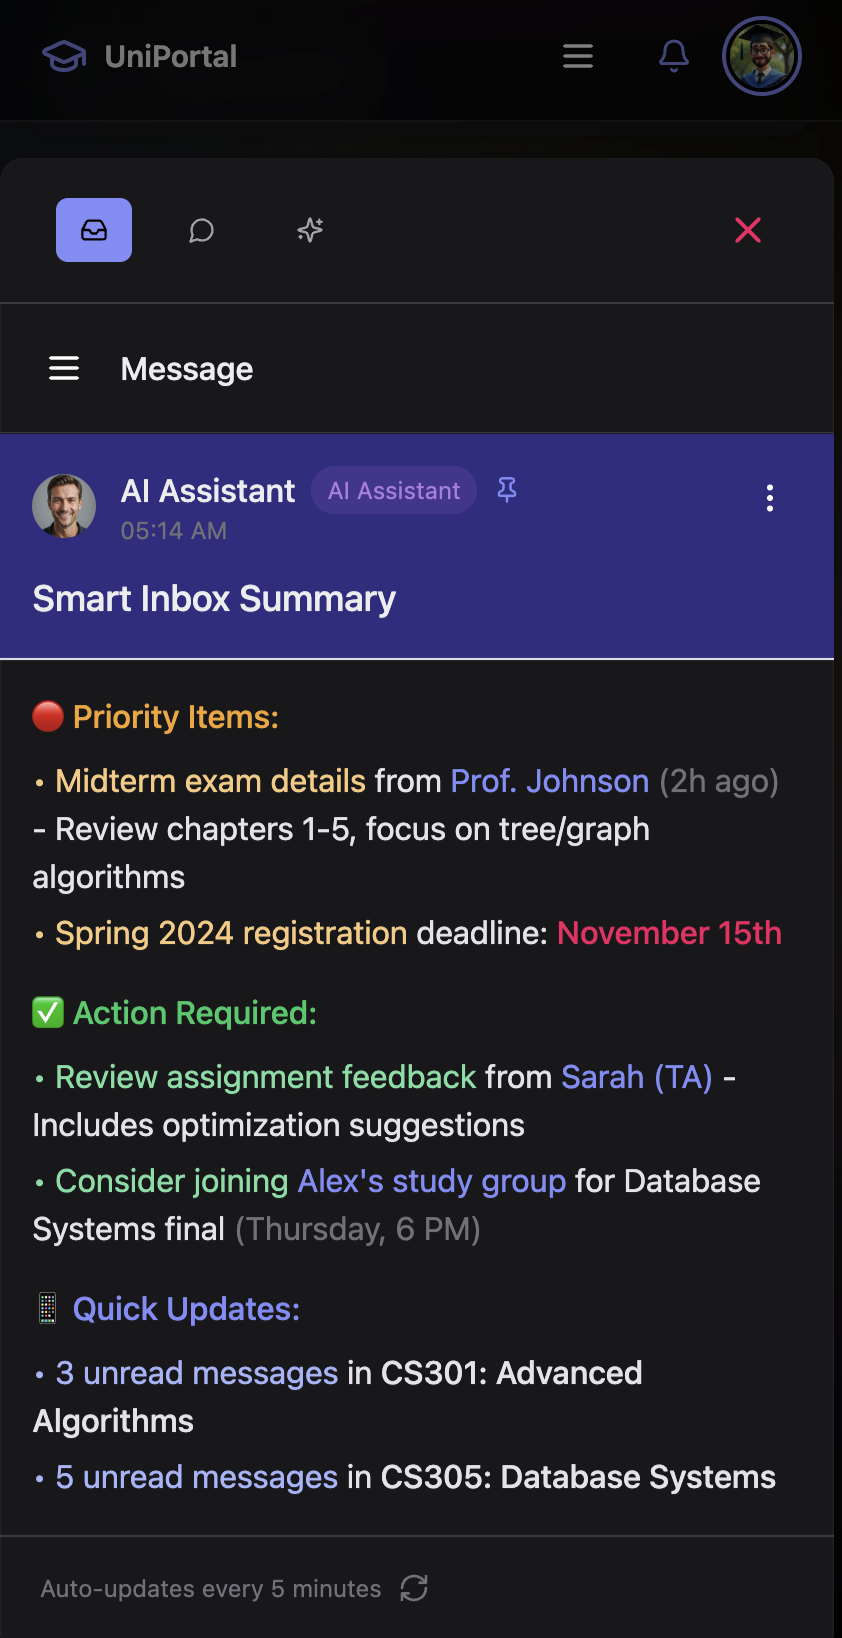 UniPortal
Message
AI Assistant AI Assistant
05:14 AM
Smart Inbox Summary
Priority Items:
• Midterm exam details from Prof. Johnson (2h ago)
- Review chapters 1-5, focus on tree/graph
algorithms
• Spring 2024 registration deadline: November 15th
Action Required:
• Review assignment feedback from Sarah (TA) -
Includes optimization suggestions
• Consider joining Alex's study group for Database
Systems final (Thursday, 6 PM)
Quick Updates:
• 3 unread messages in CS301: Advanced
Algorithms
• 5 unread messages in CS305: Database Systems
Auto-updates every 5 minutes